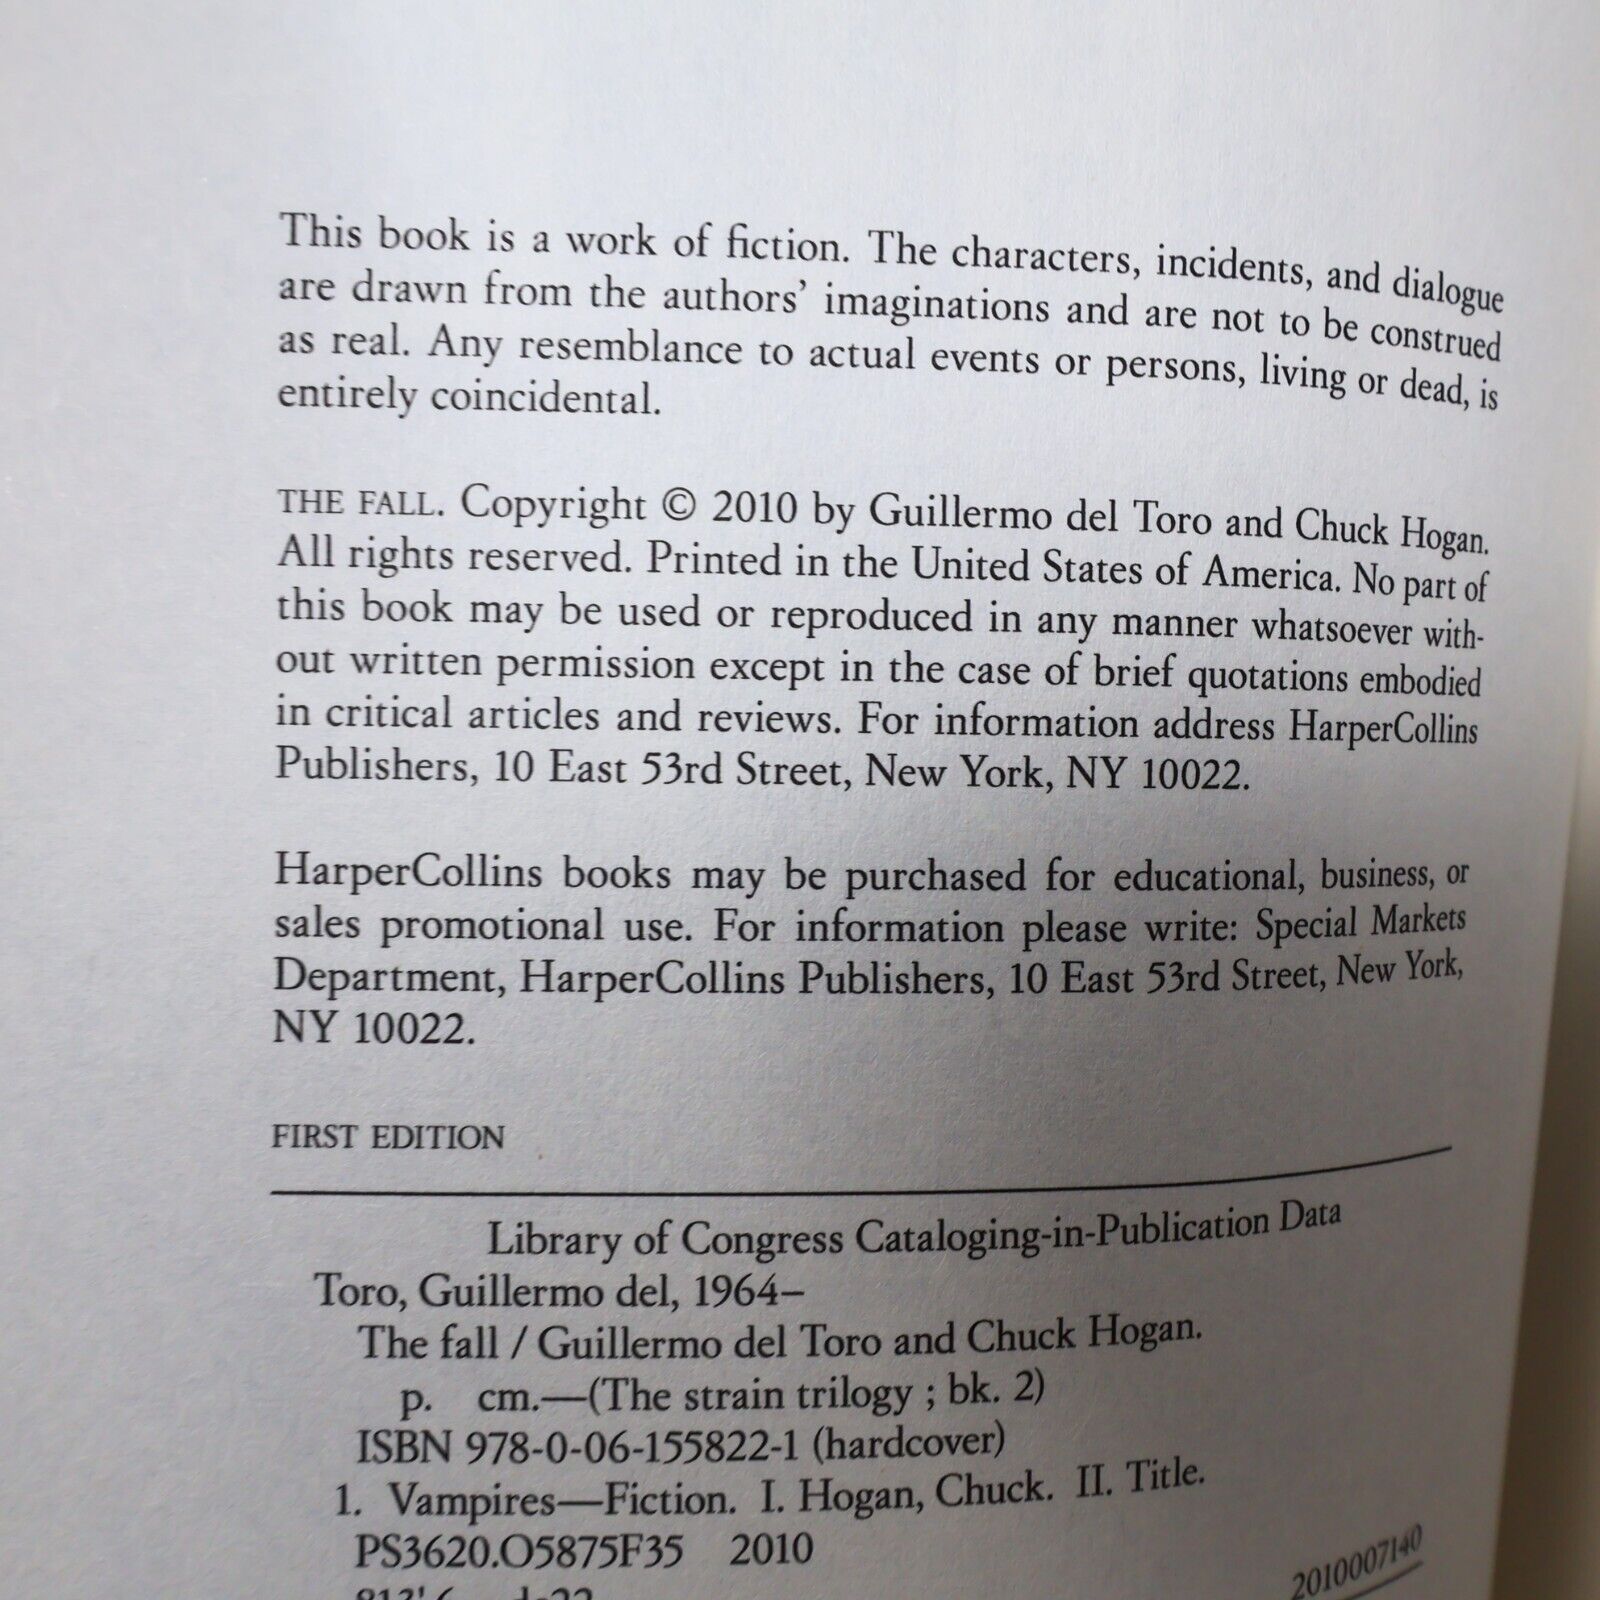 This book is a work of fiction. The characters, incidents, and dialogue
are drawn from the authors' imaginations and are not to be construed
as real. Any resemblance to actual events or persons, living or dead, is
entirely coincidental.
THE FALL. Copyright © 2010 by Guillermo del Toro and Chuck Hogan.
All rights reserved. Printed in the United States of America. No part of
this book may be used or reproduced in any manner whatsoever with-
out written permission except in the case of brief quotations embodied
in critical articles and reviews. For information address HarperCollins
Publishers, 10 East 53rd Street, New York, NY 10022.
HarperCollins books may be purchased for educational, business, or
sales promotional use. For information please write: Special Markets
Department, HarperCollins Publishers, 10 East 53rd Street, New York,
NY 10022.
FIRST EDITION
Library of Congress Cataloging-in-Publication Data
Toro, Guillermo del, 1964–
The fall / Guillermo del Toro and Chuck Hogan.
p. cm.—(The strain trilogy ; bk. 2)
ISBN 978-0-06-155822-1 (hardcover)
1. Vampires—Fiction. I. Hogan, Chuck. II. Title.
PS3620.O5875F35 2010
2010007140